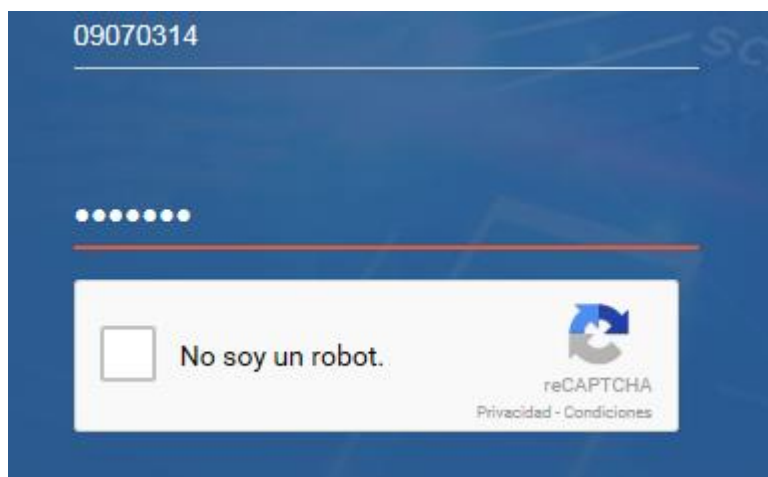 09070314
•••••••
No soy un robot.
reCAPTCHA
Privacidad - Condiciones